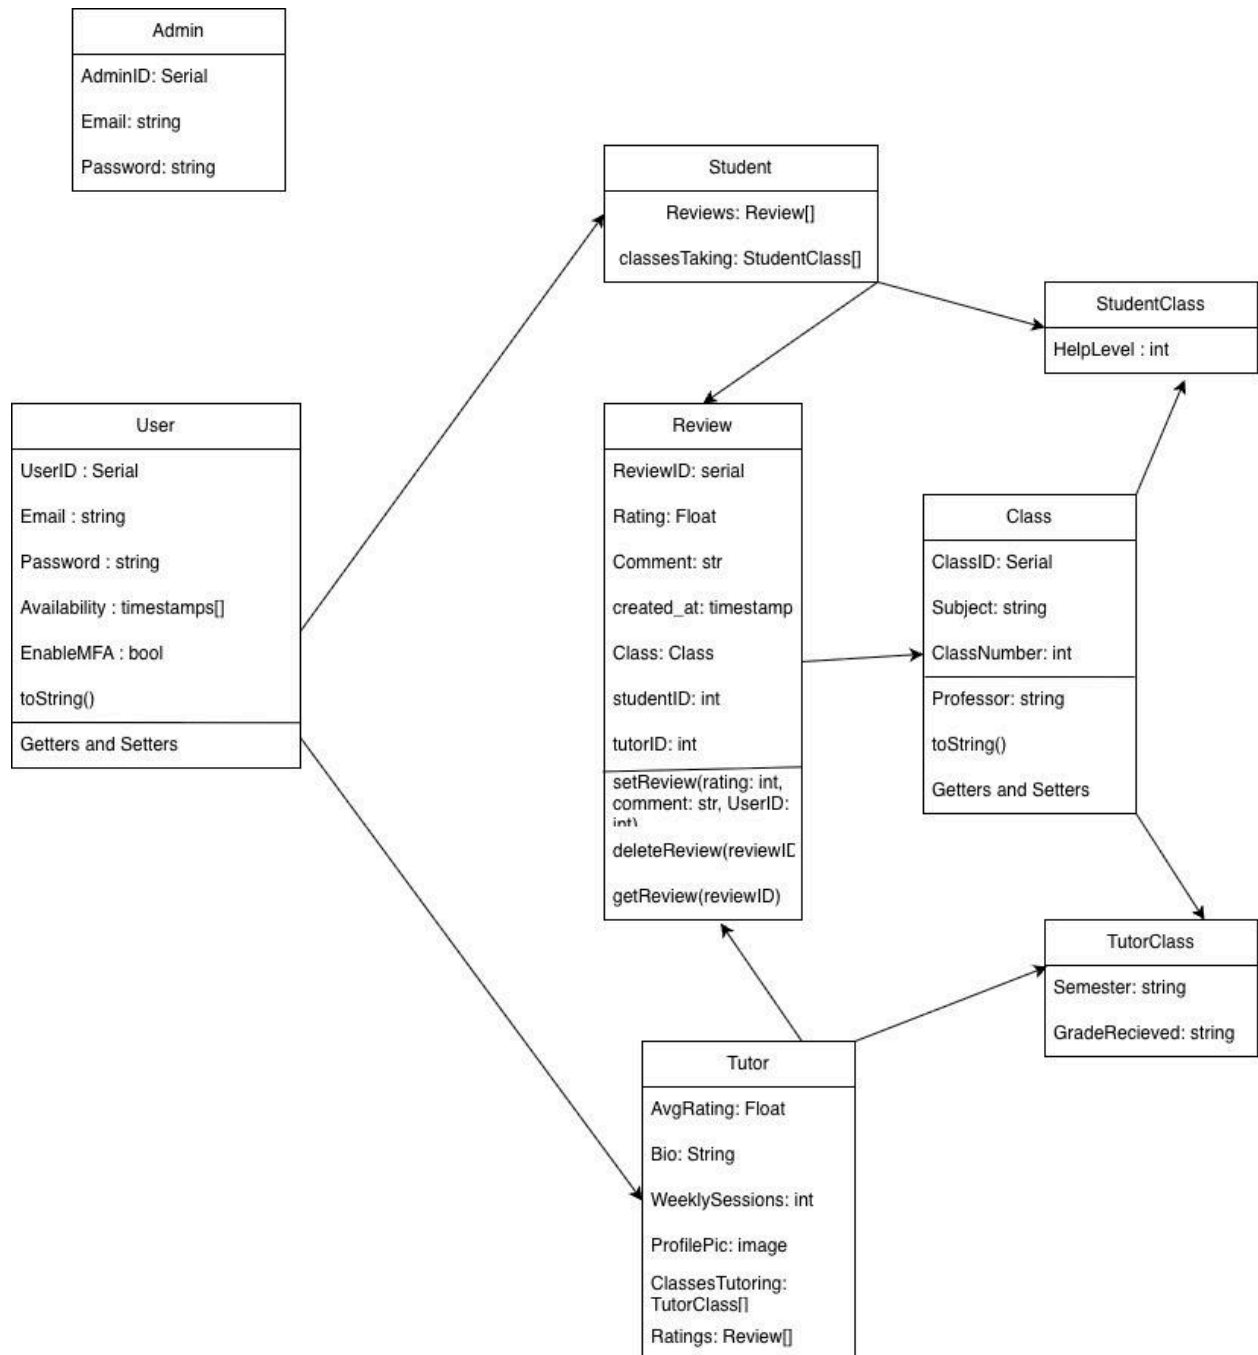 Admin
AdminID: Serial
Email: string
Password: string
Student
Reviews: Review[]
classesTaking: StudentClass[]
StudentClass
HelpLevel : int
User
UserID : Serial
Email : string
Password : string
Availability : timestamps[]
EnableMFA : bool
toString()
Getters and Setters
Review
ReviewID: serial
Rating: Float
Comment: str
created_at: timestamp
Class: Class
studentID: int
tutorID: int
setReview(rating: int,
comment: str, UserID:
int)
deleteReview(reviewID
getReview(reviewID)
Class
ClassID: Serial
Subject: string
ClassNumber: int
Professor: string
toString()
Getters and Setters
TutorClass
Semester: string
GradeRecieved: string
Tutor
AvgRating: Float
Bio: String
WeeklySessions: int
ProfilePic: image
ClassesTutoring:
TutorClass[]
Ratings: Review[]